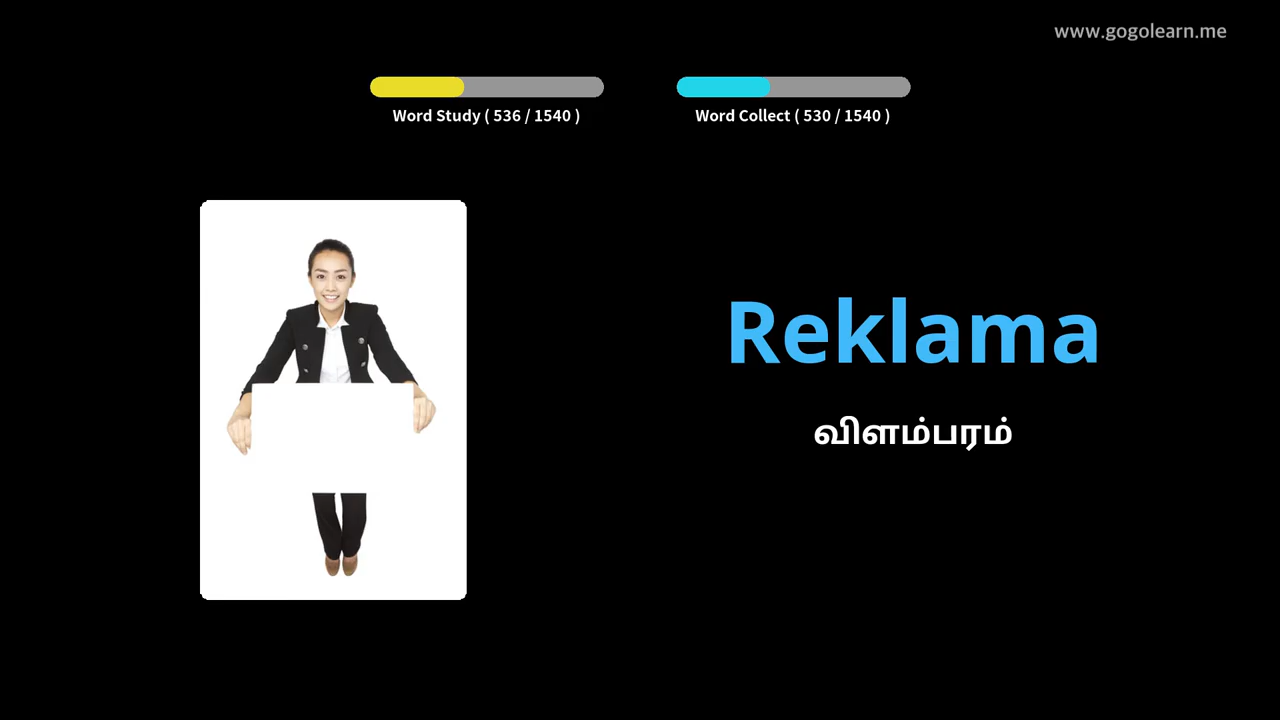 www.gogolearn.me
Word Study ( 536 / 1540 )
Word Collect ( 530 / 1540 )
Reklama
விளம்பரம்